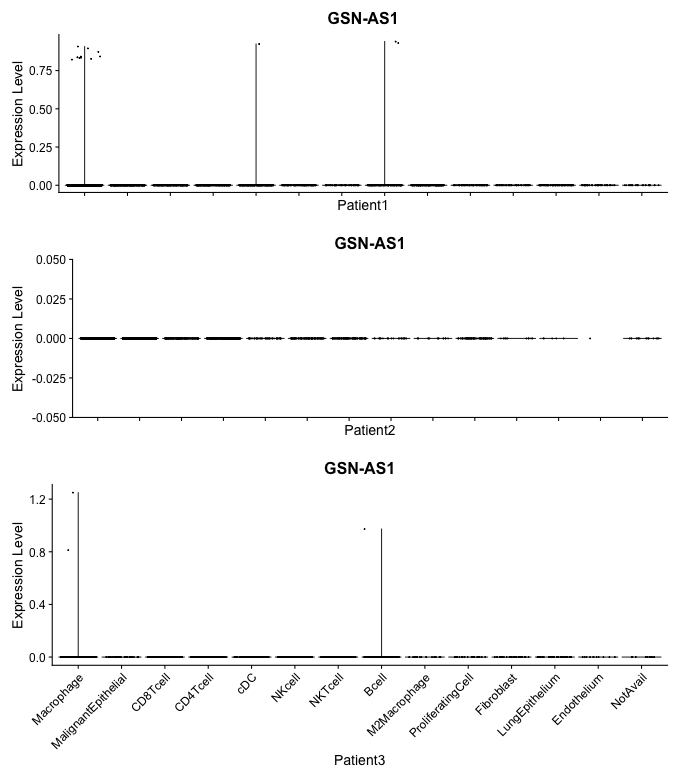 GSN-AS1
Expression Level
0.75
0.50
0.25
0.00
Patient1
GSN-AS1
Expression Level
0.050
0.025
0.000
-0.025
-0.050
Patient2
GSN-AS1
Expression Level
1.2
0.8
0.4
0.0
Macrophage
MalignantEpithelial
CD8Tcell
CD4Tcell
cDC
NKcell
NKTcell
Bcell
M2Macrophage
ProliferatingCell
Fibroblast
LungEpithelium
Endothelium
NotAvail
Patient3